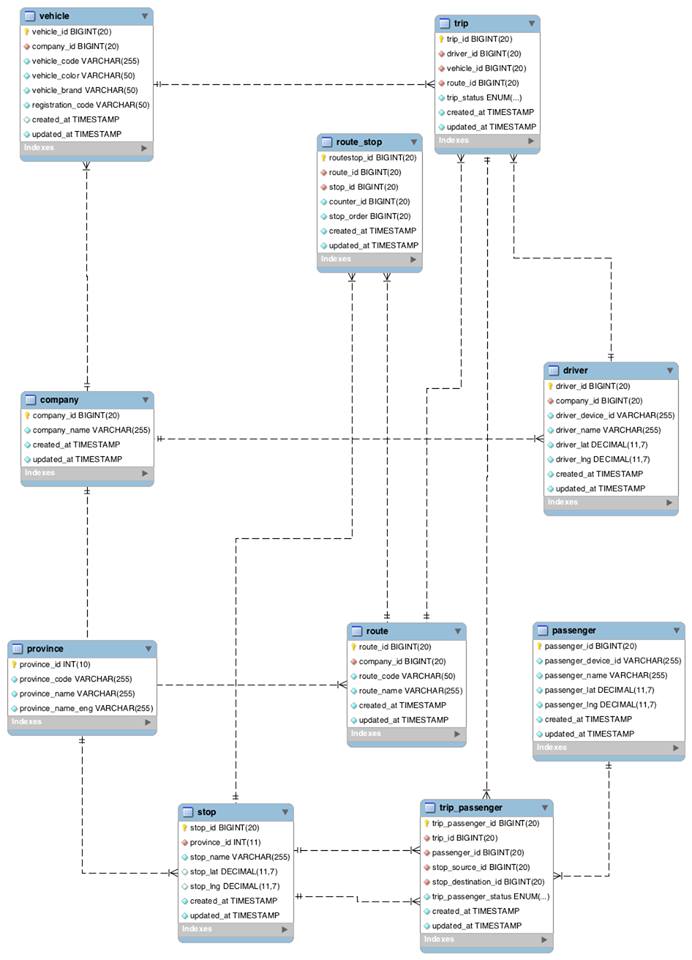 vehicle
vehicle_id BIGINT(20)
company_id BIGINT(20)
vehicle_code VARCHAR(255)
vehicle_color VARCHAR(50)
vehicle_brand VARCHAR(50)
registration_code VARCHAR(50)
created_at TIMESTAMP
updated_at TIMESTAMP
Indexes
trip
trip_id BIGINT(20)
driver_id BIGINT(20)
vehicle_id BIGINT(20)
route_id BIGINT(20)
trip_status ENUM(...)
created_at TIMESTAMP
updated_at TIMESTAMP
Indexes
route_stop
routestop_id BIGINT(20)
route_id BIGINT(20)
stop_id BIGINT(20)
counter_id BIGINT(20)
stop_order BIGINT(20)
created_at TIMESTAMP
updated_at TIMESTAMP
Indexes
driver
driver_id BIGINT(20)
company_id BIGINT(20)
driver_device_id VARCHAR(255)
driver_name VARCHAR(255)
driver_lat DECIMAL(11,7)
driver_lng DECIMAL(11,7)
created_at TIMESTAMP
updated_at TIMESTAMP
Indexes
company
company_id BIGINT(20)
company_name VARCHAR(255)
created_at TIMESTAMP
updated_at TIMESTAMP
Indexes
province
province_id INT(10)
province_code VARCHAR(255)
province_name VARCHAR(255)
province_name_eng VARCHAR(255)
Indexes
route
route_id BIGINT(20)
company_id BIGINT(20)
route_code VARCHAR(50)
route_name VARCHAR(255)
created_at TIMESTAMP
updated_at TIMESTAMP
Indexes
passenger
passenger_id BIGINT(20)
passenger_device_id VARCHAR(255)
passenger_name VARCHAR(255)
passenger_lat DECIMAL(11,7)
passenger_lng DECIMAL(11,7)
created_at TIMESTAMP
updated_at TIMESTAMP
Indexes
stop
stop_id BIGINT(20)
province_id INT(11)
stop_name VARCHAR(255)
stop_lat DECIMAL(11,7)
stop_lng DECIMAL(11,7)
created_at TIMESTAMP
updated_at TIMESTAMP
Indexes
trip_passenger
trip_passenger_id BIGINT(20)
trip_id BIGINT(20)
passenger_id BIGINT(20)
stop_source_id BIGINT(20)
stop_destination_id BIGINT(20)
trip_passenger_status ENUM(...)
created_at TIMESTAMP
updated_at TIMESTAMP
Indexes